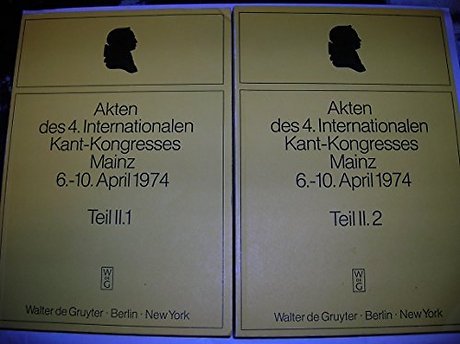 Akten
des 4. Internationalen
Kant-Kongresses
Mainz
6.-10. April 1974
Teil II.1
W
DE
G
Walter de Gruyter · Berlin · New York
Akten
des 4. Internationalen
Kant-Kongresses
Mainz
6.-10. April 1974
Teil II. 2
W
DE
G
Walter de Gruyter · Berlin · New York